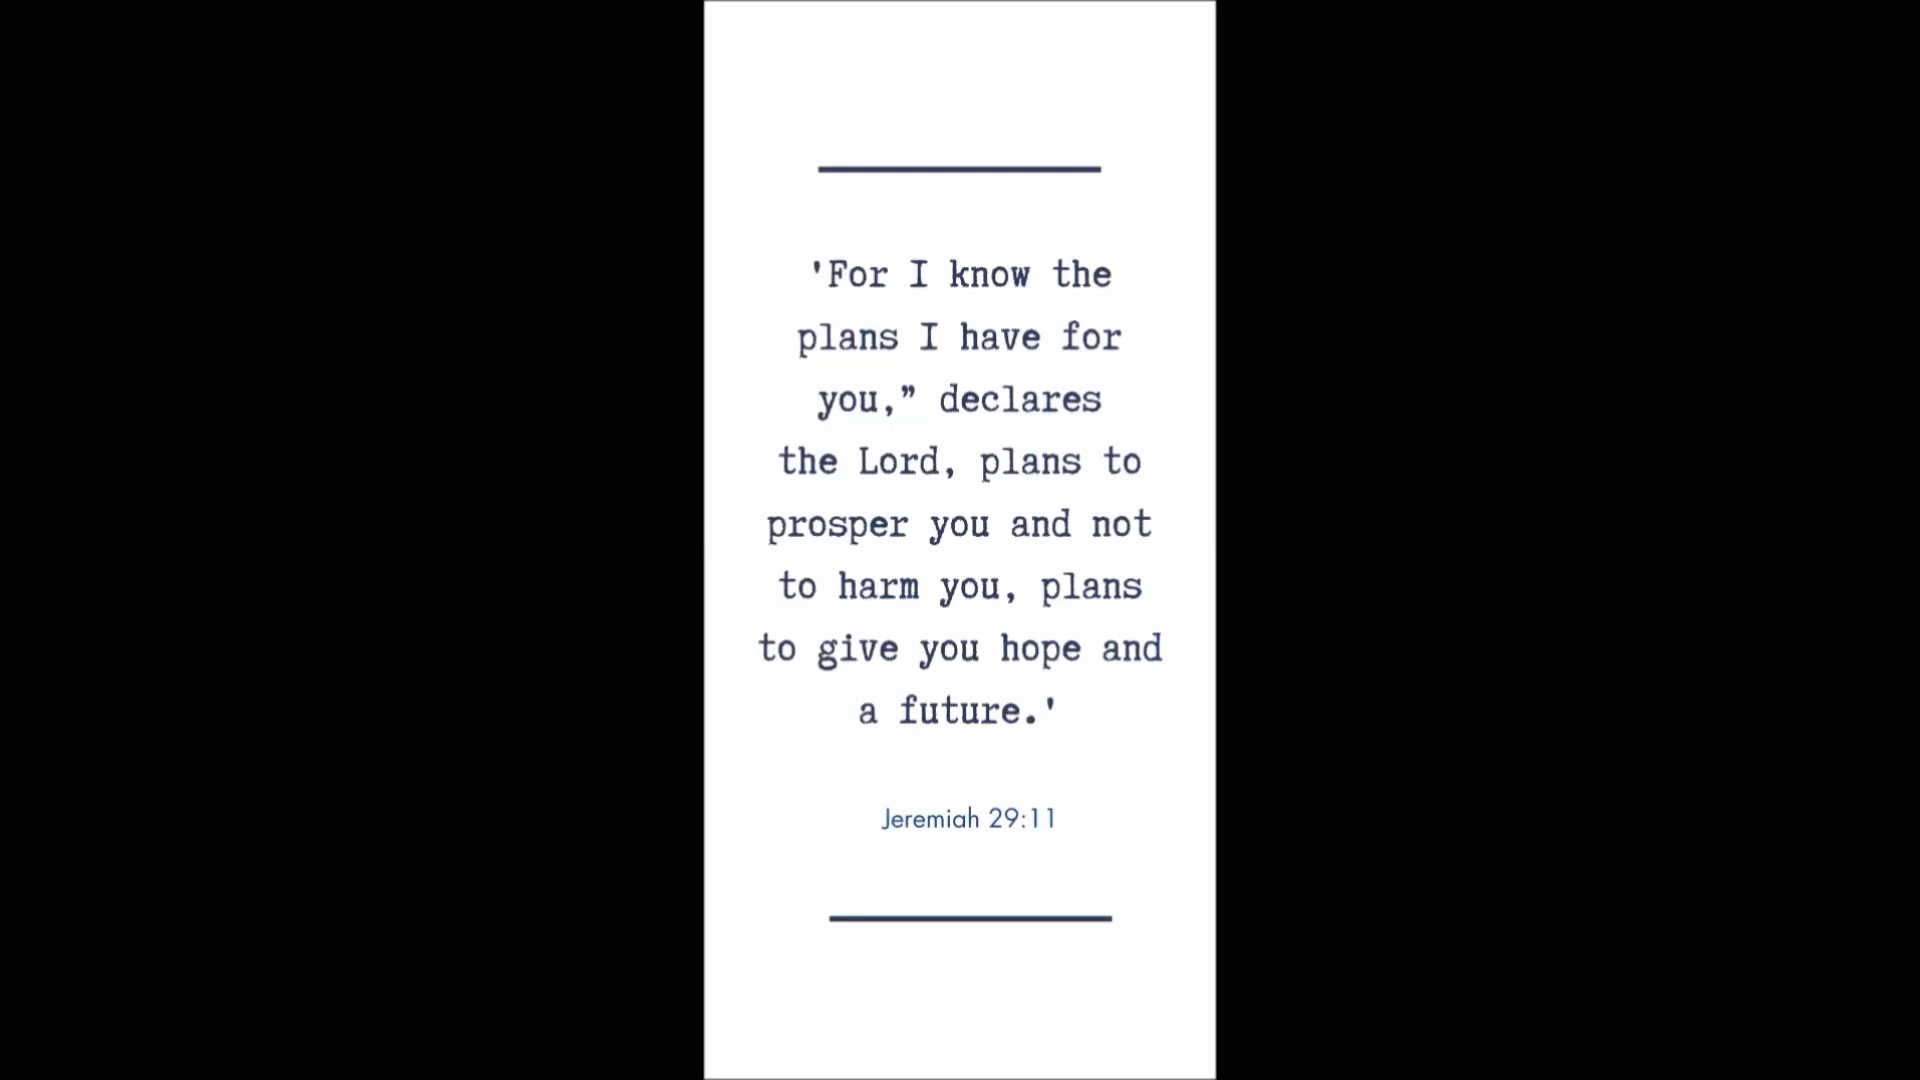 'For I know the
plans I have for
you,” declares
the Lord, plans to
prosper you and not
to harm you, plans
to give you hope and
a future.'
Jeremiah 29:11